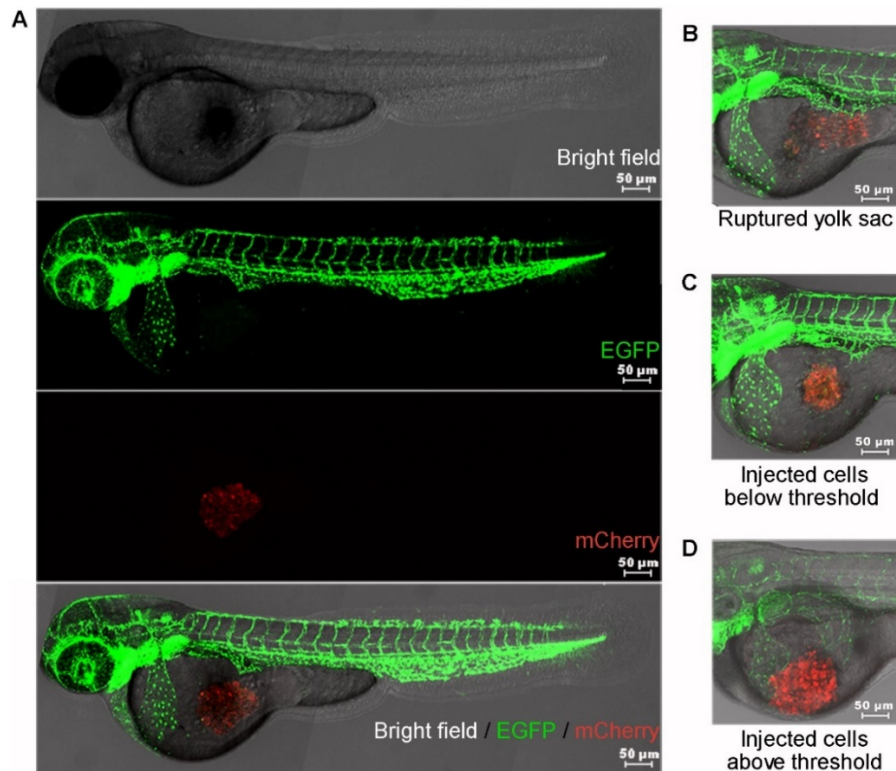 A
Bright field
50 µm
EGFP
50 µm
mCherry
50 µm
Bright field / EGFP / mCherry
50 µm
B
50 µm
Ruptured yolk sac
C
50 µm
Injected cells
below threshold
D
50 µm
Injected cells
above threshold